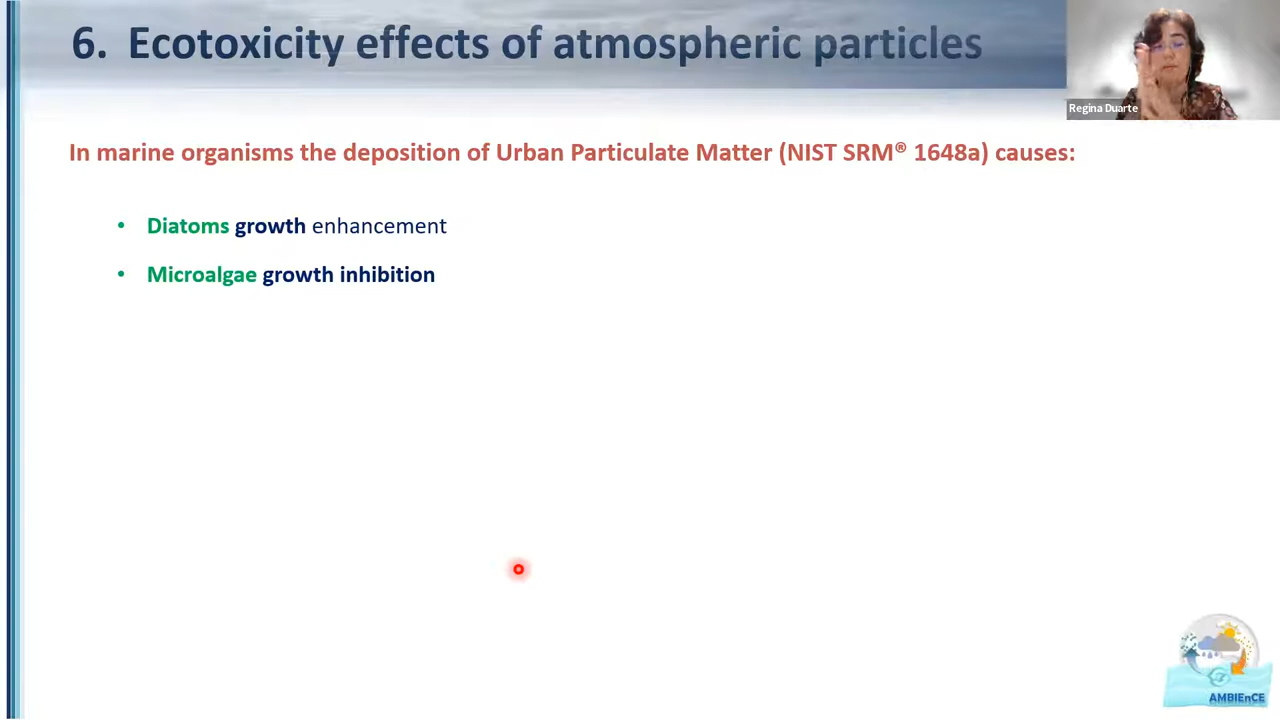 6. Ecotoxicity effects of atmospheric particles
Regina Duarte
In marine organisms the deposition of Urban Particulate Matter (NIST SRM® 1648a) causes:
• Diatoms growth enhancement
• Microalgae growth inhibition
AMBIEnCE